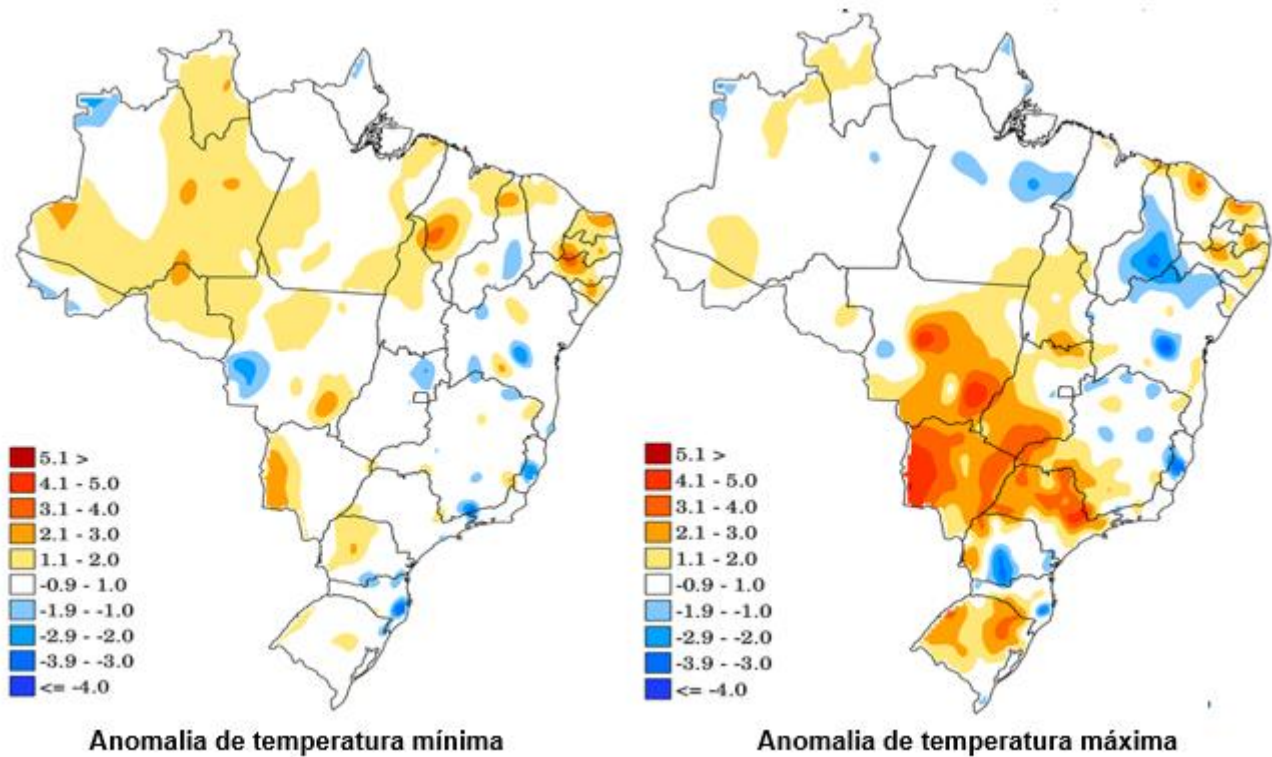 5.1 >
4.1 - 5.0
3.1 - 4.0
2.1 - 3.0
1.1 - 2.0
-0.9 - 1.0
-1.9 - -1.0
-2.9 - -2.0
-3.9 - -3.0
<= -4.0
Anomalia de temperatura mínima
5.1 >
4.1 - 5.0
3.1 - 4.0
2.1 - 3.0
1.1 - 2.0
-0.9 - 1.0
-1.9 - -1.0
-2.9 - -2.0
-3.9 - -3.0
<= -4.0
Anomalia de temperatura máxima